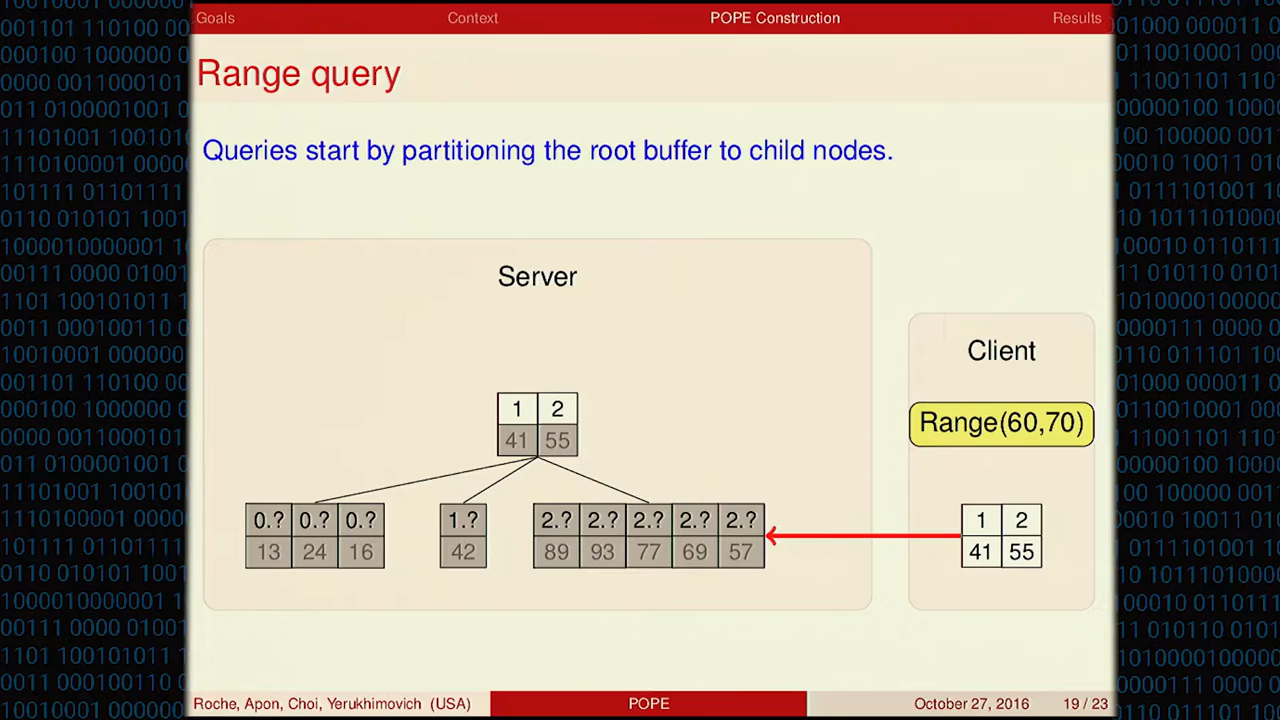 Goals Context POPE Construction Results
Range query
Queries start by partitioning the root buffer to child nodes.
Server
Client
1 2
41 55
Range(60,70)
0.? 0.? 0.? 1.? 2.? 2.? 2.? 2.? 2.?
13 24 16 42 89 93 77 69 57
1 2
41 55
Roche, Apon, Choi, Yerukhimovich (USA) POPE October 27, 2016 19 / 23